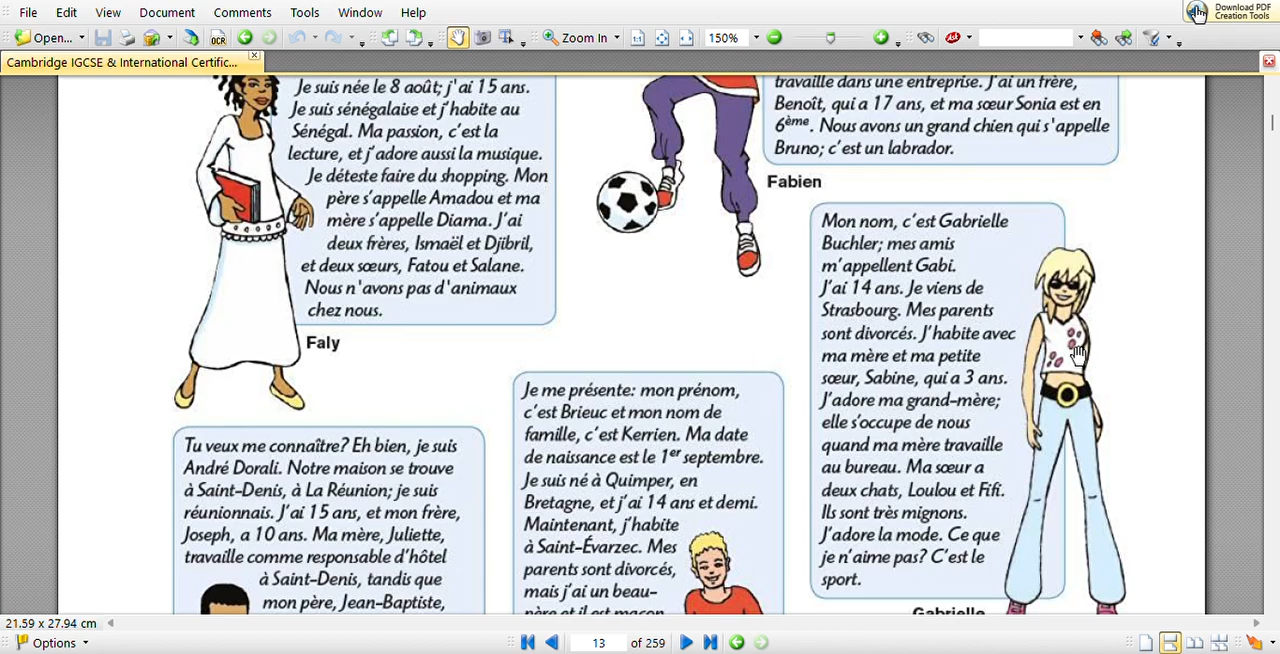 File Edit View Document Comments Tools Window Help
Download PDF
Creation Tools
Open...
OCR
Zoom In
150%
Cambridge IGCSE & International Certific...
Je suis née le 8 août; j'ai 15 ans.
Je suis sénégalaise et j'habite au
Sénégal. Ma passion, c'est la
lecture, et j'adore aussi la musique.
Je déteste faire du shopping. Mon
père s'appelle Amadou et ma
mère s'appelle Diama. J'ai
deux frères, Ismaël et Djibril,
et deux sœurs, Fatou et Salane.
Nous n'avons pas d'animaux
chez nous.
Faly
travaille dans une entreprise. J'ai un frère,
Benoît, qui a 17 ans, et ma sœur Sonia est en
6ème. Nous avons un grand chien qui s'appelle
Bruno; c'est un labrador.
Fabien
Mon nom, c'est Gabrielle
Buchler; mes amis
m'appellent Gabi.
J'ai 14 ans. Je viens de
Strasbourg. Mes parents
sont divorcés. J'habite avec
ma mère et ma petite
sœur, Sabine, qui a 3 ans.
J'adore ma grand-mère;
elle s'occupe de nous
quand ma mère travaille
au bureau. Ma sœur a
deux chats, Loulou et Fifi.
Ils sont très mignons.
J'adore la mode. Ce que
je n'aime pas? C'est le
sport.
Gabrielle
Tu veux me connaître? Eh bien, je suis
André Dorali. Notre maison se trouve
à Saint-Denis, à La Réunion; je suis
réunionnais. J'ai 15 ans, et mon frère,
Joseph, a 10 ans. Ma mère, Juliette,
travaille comme responsable d'hôtel
à Saint-Denis, tandis que
mon père, Jean-Baptiste,
Je me présente: mon prénom,
c'est Brieuc et mon nom de
famille, c'est Kerrien. Ma date
de naissance est le 1er septembre.
Je suis né à Quimper, en
Bretagne, et j'ai 14 ans et demi.
Maintenant, j'habite
à Saint-Évarzec. Mes
parents sont divorcés,
mais j'ai un beau-
père et il est maçon
21.59 x 27.94 cm
Options
13 of 259